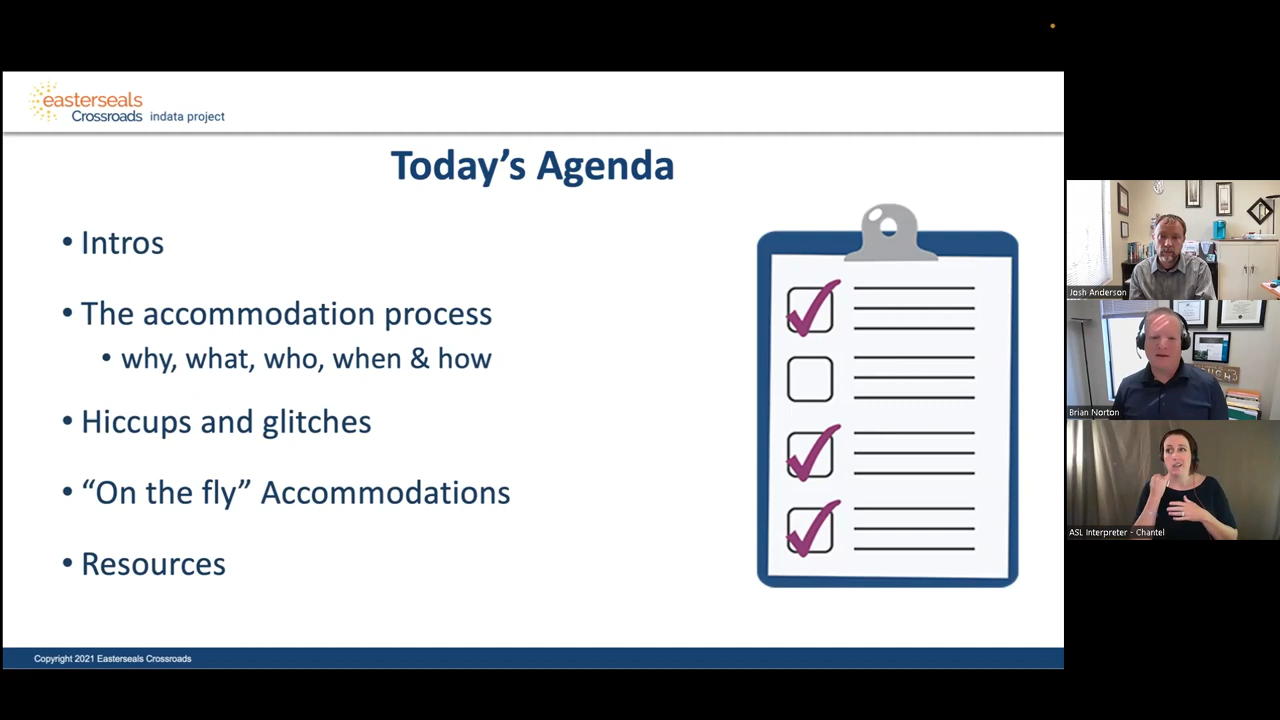 easterseals
Crossroads indata project
Today's Agenda
• Intros
• The accommodation process
• why, what, who, when & how
• Hiccups and glitches
• “On the fly” Accommodations
• Resources
Copyright 2021 Easterseals Crossroads
Josh Anderson
Brian Norton
ASL Interpreter - Chantel